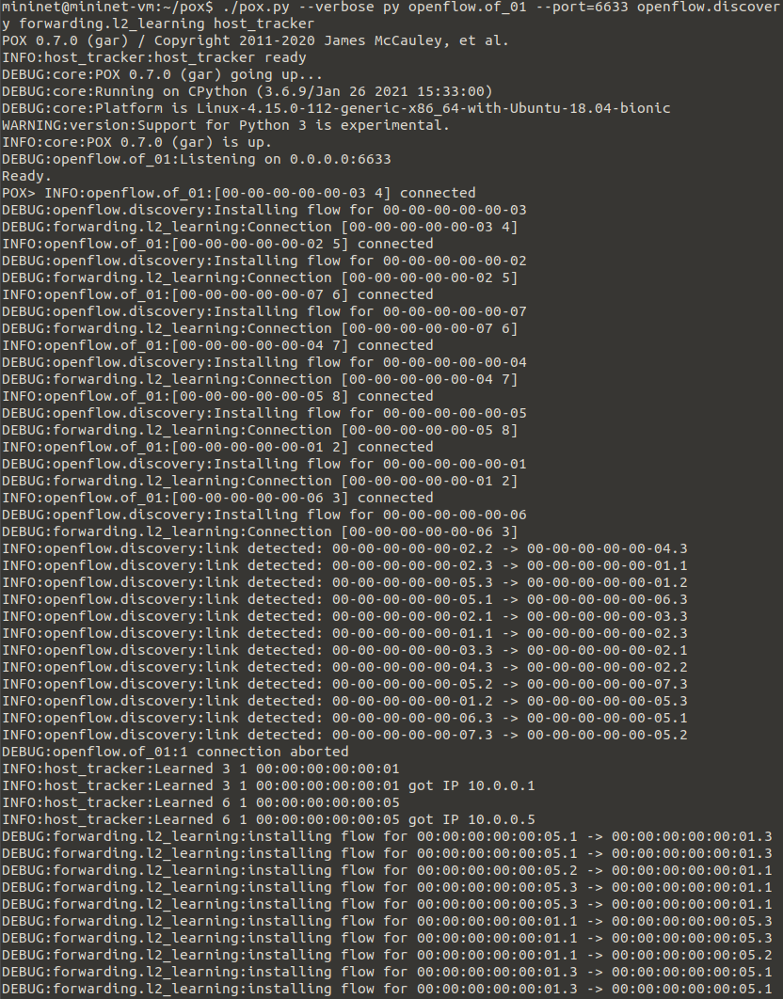 mininet@mininet-vm:~/pox$ ./pox.py --verbose py openflow.of_01 --port=6633 openflow.discover
y forwarding.l2_learning host_tracker
POX 0.7.0 (gar) / Copyright 2011-2020 James McCauley, et al.
INFO:host_tracker:host_tracker ready
DEBUG:core:POX 0.7.0 (gar) going up...
DEBUG:core:Running on CPython (3.6.9/Jan 26 2021 15:33:00)
DEBUG:core:Platform is Linux-4.15.0-112-generic-x86_64-with-Ubuntu-18.04-bionic
WARNING:version:Support for Python 3 is experimental.
INFO:core:POX 0.7.0 (gar) is up.
DEBUG:openflow.of_01:Listening on 0.0.0.0:6633
Ready.
POX> INFO:openflow.of_01:[00-00-00-00-00-03 4] connected
DEBUG:openflow.discovery:Installing flow for 00-00-00-00-00-03
DEBUG:forwarding.l2_learning:Connection [00-00-00-00-00-03 4]
INFO:openflow.of_01:[00-00-00-00-00-02 5] connected
DEBUG:openflow.discovery:Installing flow for 00-00-00-00-00-02
DEBUG:forwarding.l2_learning:Connection [00-00-00-00-00-02 5]
INFO:openflow.of_01:[00-00-00-00-00-07 6] connected
DEBUG:openflow.discovery:Installing flow for 00-00-00-00-00-07
DEBUG:forwarding.l2_learning:Connection [00-00-00-00-00-07 6]
INFO:openflow.of_01:[00-00-00-00-00-04 7] connected
DEBUG:openflow.discovery:Installing flow for 00-00-00-00-00-04
DEBUG:forwarding.l2_learning:Connection [00-00-00-00-00-04 7]
INFO:openflow.of_01:[00-00-00-00-00-05 8] connected
DEBUG:openflow.discovery:Installing flow for 00-00-00-00-00-05
DEBUG:forwarding.l2_learning:Connection [00-00-00-00-00-05 8]
INFO:openflow.of_01:[00-00-00-00-00-01 2] connected
DEBUG:openflow.discovery:Installing flow for 00-00-00-00-00-01
DEBUG:forwarding.l2_learning:Connection [00-00-00-00-00-01 2]
INFO:openflow.of_01:[00-00-00-00-00-06 3] connected
DEBUG:openflow.discovery:Installing flow for 00-00-00-00-00-06
DEBUG:forwarding.l2_learning:Connection [00-00-00-00-00-06 3]
INFO:openflow.discovery:link detected: 00-00-00-00-00-02.2 -> 00-00-00-00-00-04.3
INFO:openflow.discovery:link detected: 00-00-00-00-00-02.3 -> 00-00-00-00-00-01.1
INFO:openflow.discovery:link detected: 00-00-00-00-00-05.3 -> 00-00-00-00-00-01.2
INFO:openflow.discovery:link detected: 00-00-00-00-00-05.1 -> 00-00-00-00-00-06.3
INFO:openflow.discovery:link detected: 00-00-00-00-00-02.1 -> 00-00-00-00-00-03.3
INFO:openflow.discovery:link detected: 00-00-00-00-00-01.1 -> 00-00-00-00-00-02.3
INFO:openflow.discovery:link detected: 00-00-00-00-00-03.3 -> 00-00-00-00-00-02.1
INFO:openflow.discovery:link detected: 00-00-00-00-00-04.3 -> 00-00-00-00-00-02.2
INFO:openflow.discovery:link detected: 00-00-00-00-00-05.2 -> 00-00-00-00-00-07.3
INFO:openflow.discovery:link detected: 00-00-00-00-00-01.2 -> 00-00-00-00-00-05.3
INFO:openflow.discovery:link detected: 00-00-00-00-00-06.3 -> 00-00-00-00-00-05.1
INFO:openflow.discovery:link detected: 00-00-00-00-00-07.3 -> 00-00-00-00-00-05.2
DEBUG:openflow.of_01:1 connection aborted
INFO:host_tracker:Learned 3 1 00:00:00:00:00:01
INFO:host_tracker:Learned 3 1 00:00:00:00:00:01 got IP 10.0.0.1
INFO:host_tracker:Learned 6 1 00:00:00:00:00:05
INFO:host_tracker:Learned 6 1 00:00:00:00:00:05 got IP 10.0.0.5
DEBUG:forwarding.l2_learning:installing flow for 00:00:00:00:00:05.1 -> 00:00:00:00:00:01.3
DEBUG:forwarding.l2_learning:installing flow for 00:00:00:00:00:05.1 -> 00:00:00:00:00:01.3
DEBUG:forwarding.l2_learning:installing flow for 00:00:00:00:00:05.2 -> 00:00:00:00:00:01.1
DEBUG:forwarding.l2_learning:installing flow for 00:00:00:00:00:05.3 -> 00:00:00:00:00:01.1
DEBUG:forwarding.l2_learning:installing flow for 00:00:00:00:00:05.3 -> 00:00:00:00:00:01.1
DEBUG:forwarding.l2_learning:installing flow for 00:00:00:00:00:01.1 -> 00:00:00:00:00:05.3
DEBUG:forwarding.l2_learning:installing flow for 00:00:00:00:00:01.1 -> 00:00:00:00:00:05.3
DEBUG:forwarding.l2_learning:installing flow for 00:00:00:00:00:01.1 -> 00:00:00:00:00:05.2
DEBUG:forwarding.l2_learning:installing flow for 00:00:00:00:00:01.3 -> 00:00:00:00:00:05.1
DEBUG:forwarding.l2_learning:installing flow for 00:00:00:00:00:01.3 -> 00:00:00:00:00:05.1